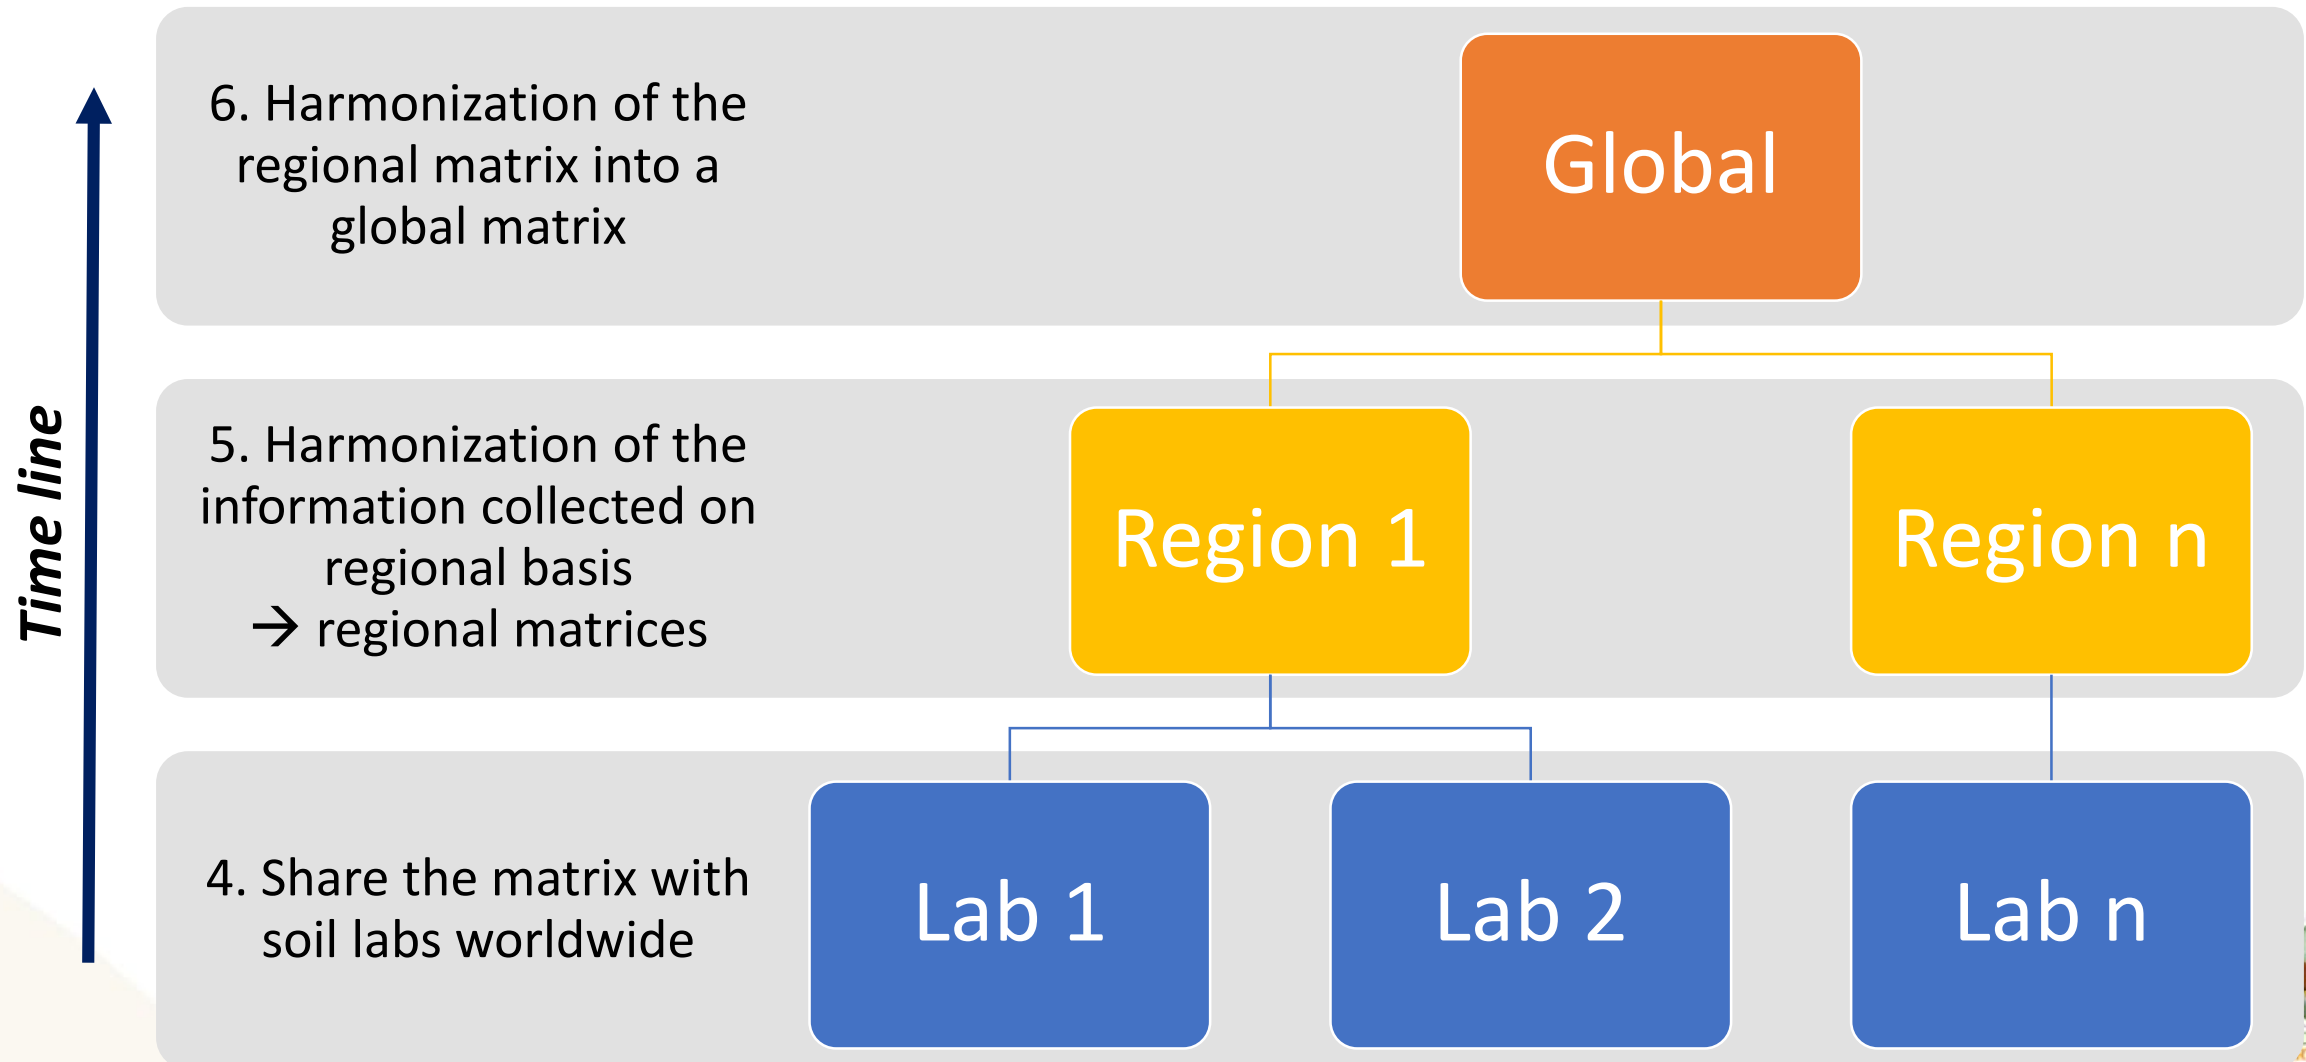 6. Harmonization of the
regional matrix into a
global matrix
Global
Time line
5. Harmonization of the
information collected on
regional basis
→ regional matrices
Region 1
Region n
4. Share the matrix with
soil labs worldwide
Lab 1
Lab 2
Lab n